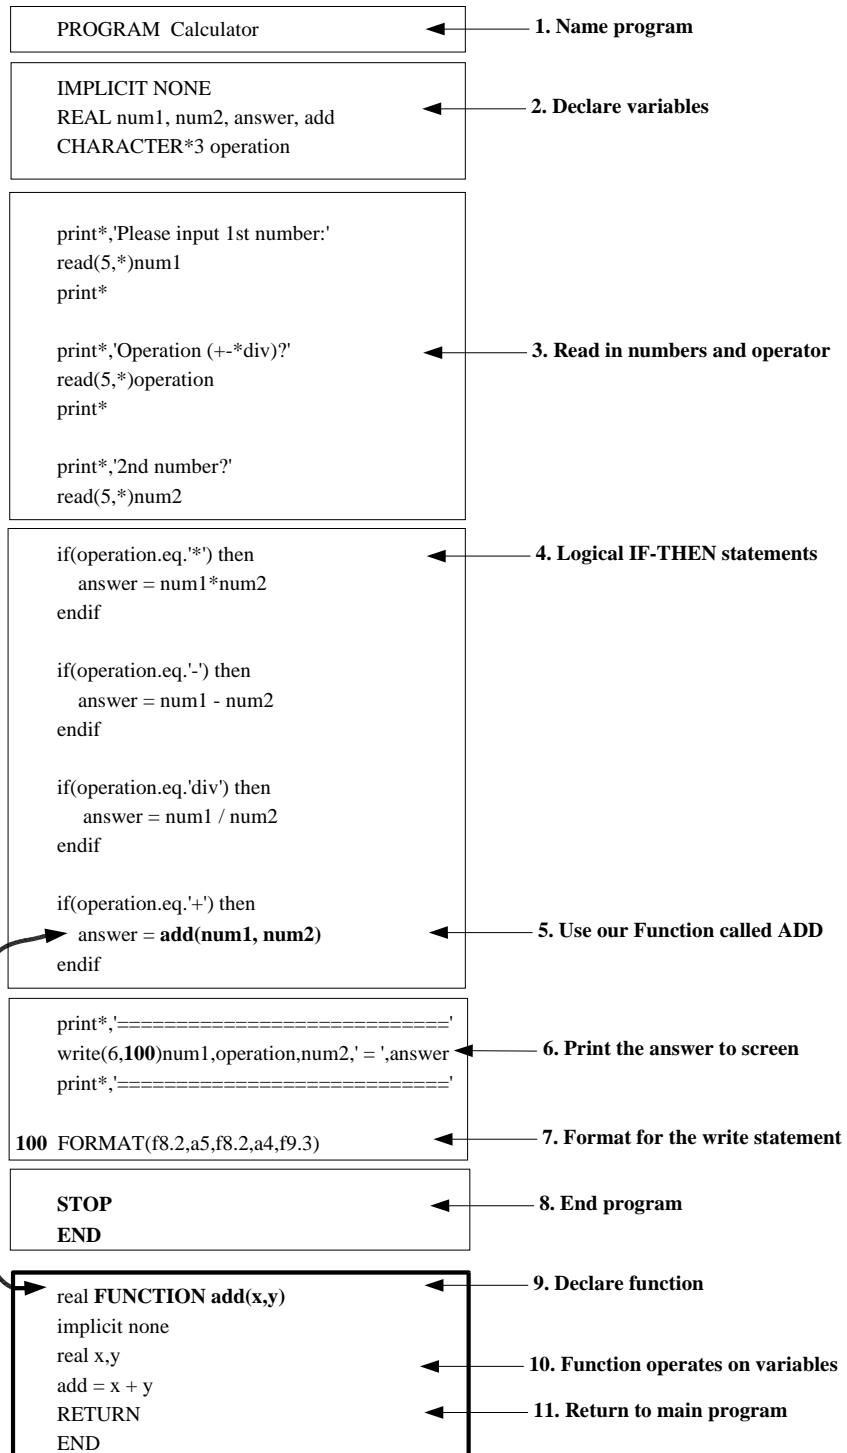 PROGRAM  Calculator
1. Name program
IMPLICIT NONE
REAL num1, num2, answer, add
2. Declare variables
CHARACTER*3 operation
print*,'Please input 1st number:'
read(5,*)num1
print*
print*,'Operation (+-*div)?'
3. Read in numbers and operator
read(5,*)operation
print*
print*,'2nd number?'
read(5,*)num2
if(operation.eq.'*') then
4. Logical IF-THEN statements
answer = num1*num2
endif
if(operation.eq.'-') then
answer = num1 - num2
endif
if(operation.eq.'div') then
answer = num1 / num2
endif
if(operation.eq.'+') then
answer = add(num1, num2)
5. Use our Function called ADD
endif
print*,'============================'
write(6,100)num1,operation,num2,' = ',answer
6. Print the answer to screen
print*,'============================'
100 FORMAT(f8.2,a5,f8.2,a4,f9.3)
7. Format for the write statement
STOP
8. End program
END
real FUNCTION add(x,y)
9. Declare function
implicit none
real x,y
10. Function operates on variables
add = x + y
RETURN
11. Return to main program
END